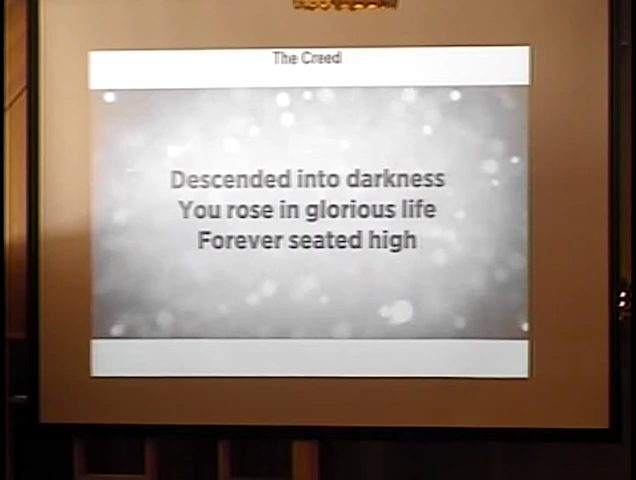 The Creed
Descended into darkness
You rose in glorious life
Forever seated high